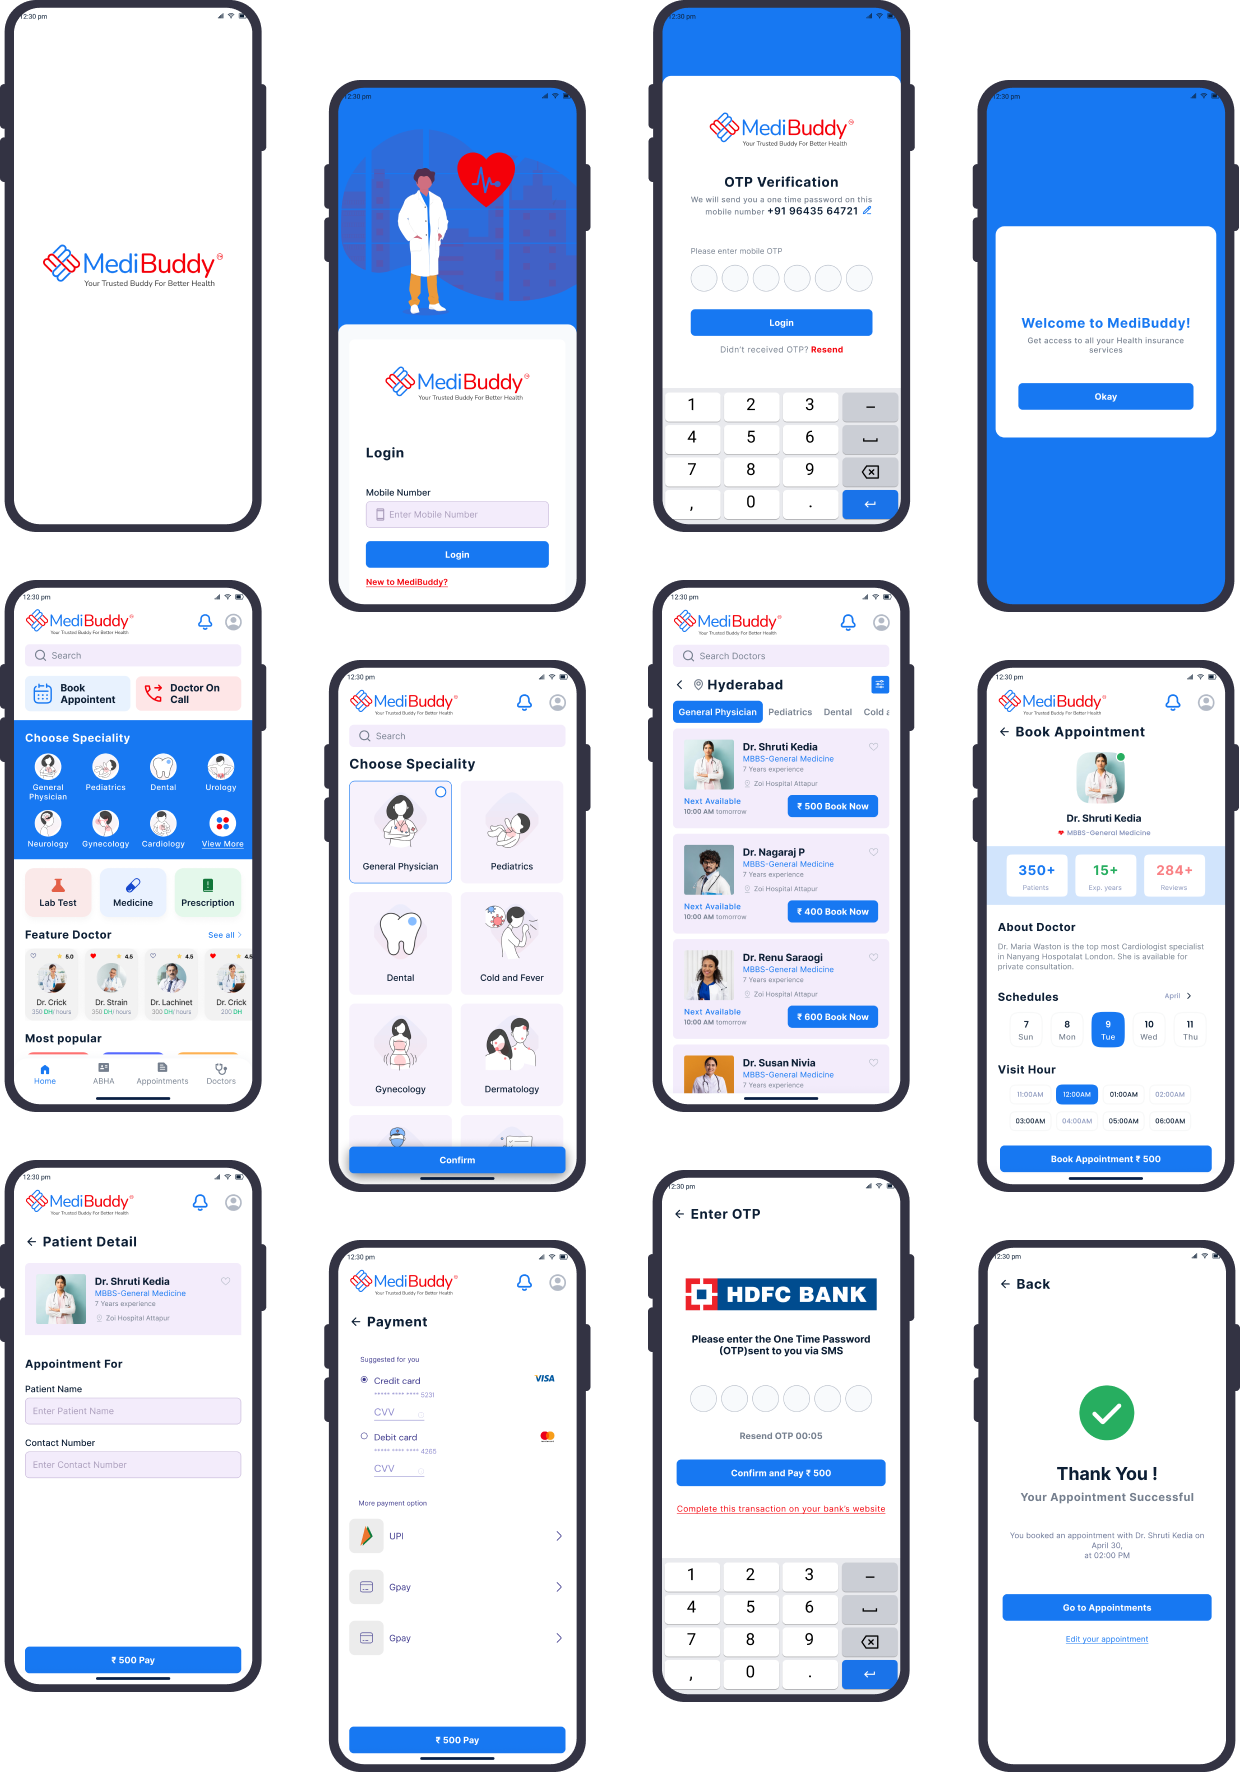 12:30 pm
MediBuddy
Your Trusted Buddy For Better Health
12:30 pm
MediBuddy
Your Trusted Buddy For Better Health
Login
Mobile Number
Enter Mobile Number
Login
New to MediBuddy?
12:30 pm
MediBuddy
Your Trusted Buddy For Better Health
OTP Verification
We will send you a one time password on this
mobile number +91 96435 64721
Please enter mobile OTP
Login
Didn't received OTP? Resend
1 2 3 –
4 5 6
7 8 9
, 0 .
12:30 pm
Welcome to MediBuddy!
Get access to all your Health insurance
services
Okay
12:30 pm
MediBuddy
Your Trusted Buddy For Better Health
Search
Book
Appointent
Doctor On
Call
Choose Speciality
General
Physician
Pediatrics
Dental
Urology
Neurology
Gynecology
Cardiology
View More
Lab Test
Medicine
Prescription
Feature Doctor
See all
5.0 4.5 4.5 4.5
Dr. Crick
Dr. Strain
Dr. Lachinet
Dr. Crick
350 DH/ hours
350 DH/ hours
300 DH/ hours
200 DH
Most popular
Home
ABHA
Appointments
Doctors
12:30 pm
MediBuddy
Your Trusted Buddy For Better Health
Search
Choose Speciality
General Physician
Pediatrics
Dental
Cold and Fever
Gynecology
Dermatology
Confirm
12:30 pm
MediBuddy
Your Trusted Buddy For Better Health
Search Doctors
Hyderabad
General Physician Pediatrics Dental Cold a
Dr. Shruti Kedia
MBBS-General Medicine
7 Years experience
Zoi Hospital Attapur
Next Available
10:00 AM tomorrow
₹ 500 Book Now
Dr. Nagaraj P
MBBS-General Medicine
7 Years experience
Zoi Hospital Attapur
Next Available
10:00 AM tomorrow
₹ 400 Book Now
Dr. Renu Saraogi
MBBS-General Medicine
7 Years experience
Zoi Hospital Attapur
Next Available
10:00 AM tomorrow
₹ 600 Book Now
Dr. Susan Nivia
MBBS-General Medicine
7 Years experience
12:30 pm
MediBuddy
Your Trusted Buddy For Better Health
Book Appointment
Dr. Shruti Kedia
MBBS-General Medicine
350+
Patients
15+
Exp. years
284+
Reviews
About Doctor
Dr. Maria Waston is the top most Cardiologist specialist
in Nanyang Hospotalat London. She is available for
private consultation.
Schedules
April
7 8 9 10 11
Sun Mon Tue Wed Thu
Visit Hour
11:00AM 12:00AM 01:00AM 02:00AM
03:00AM 04:00AM 05:00AM 06:00AM
Book Appointment ₹ 500
12:30 pm
MediBuddy
Your Trusted Buddy For Better Health
Patient Detail
Dr. Shruti Kedia
MBBS-General Medicine
7 Years experience
Zoi Hospital Attapur
Appointment For
Patient Name
Enter Patient Name
Contact Number
Enter Contact Number
₹ 500 Pay
12:30 pm
MediBuddy
Your Trusted Buddy For Better Health
Payment
Suggested for you
Credit card
VISA
***** **** **** 5231
CVV
Debit card
***** **** **** 4265
CVV
More payment option
UPI
Gpay
Gpay
₹ 500 Pay
12:30 pm
Enter OTP
HDFC BANK
Please enter the One Time Password
(OTP)sent to you via SMS
Resend OTP 00:05
Confirm and Pay ₹ 500
Complete this transaction on your bank's website
1 2 3 –
4 5 6
7 8 9
, 0 .
12:30 pm
Back
Thank You !
Your Appointment Successful
You booked an appointment with Dr. Shruti Kedia on
April 30,
at 02:00 PM
Go to Appointments
Edit your appointment